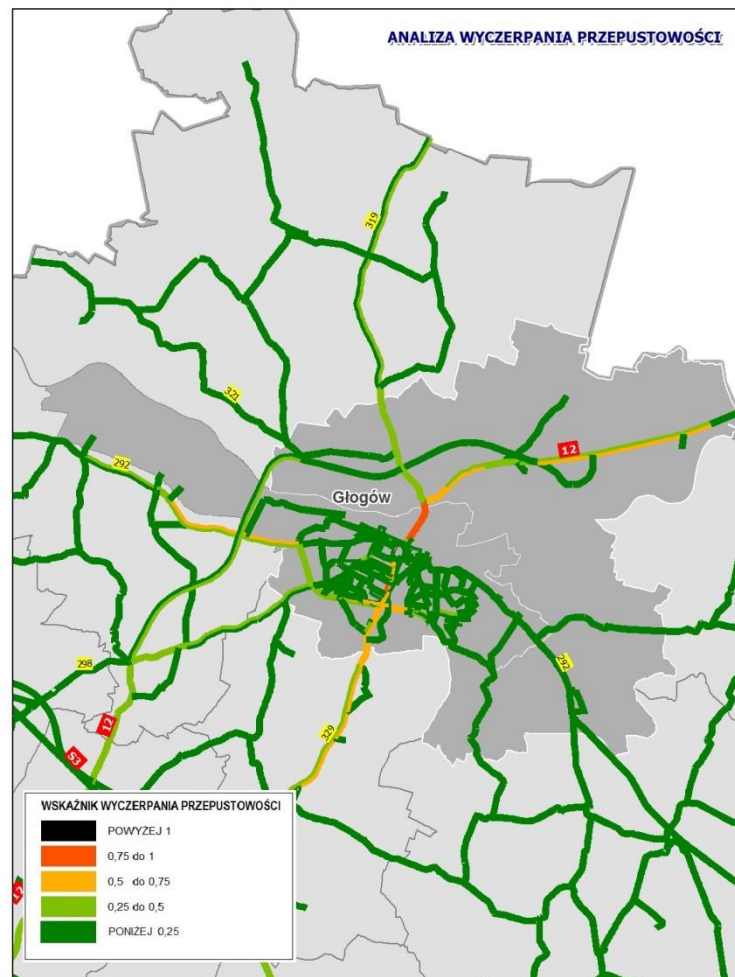 ANALIZA WYCZERPANIA PRZEPUSTOWOŚCI
319
321
12
292
Głogów
298
292
12
329
S3
WSKAŹNIK WYCZERPANIA PRZEPUSTOWOŚCI
POWYŻEJ 1
0,75 do 1
0,5 do 0,75
0,25 do 0,5
PONIŻEJ 0,25
12